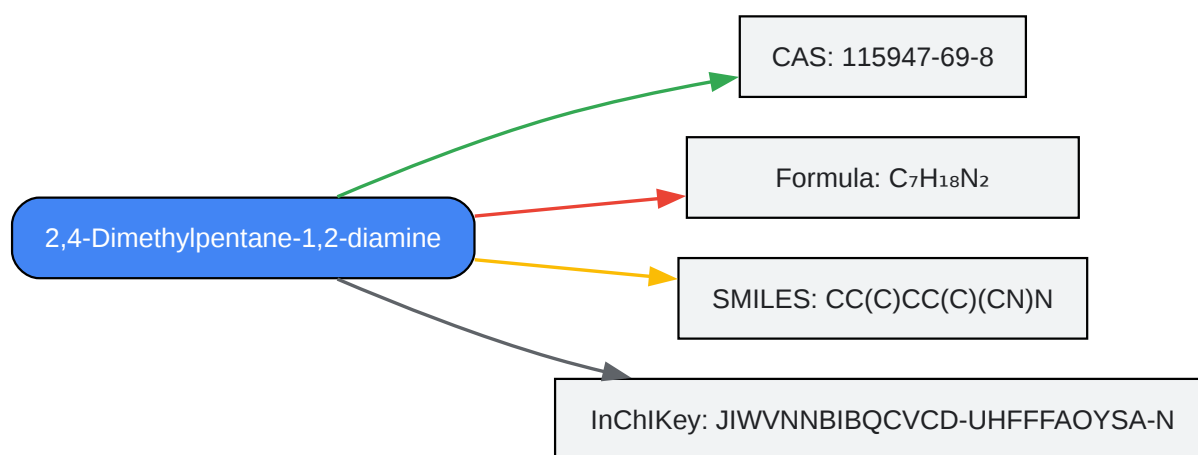 2,4-Dimethylpentane-1,2-diamine
CAS: 115947-69-8
Formula: C₇H₁₈N₂
SMILES: CC(C)CC(C)(CN)N
InChIKey: JIWVNNBIBQCVCD-UHFFFAOYSA-N